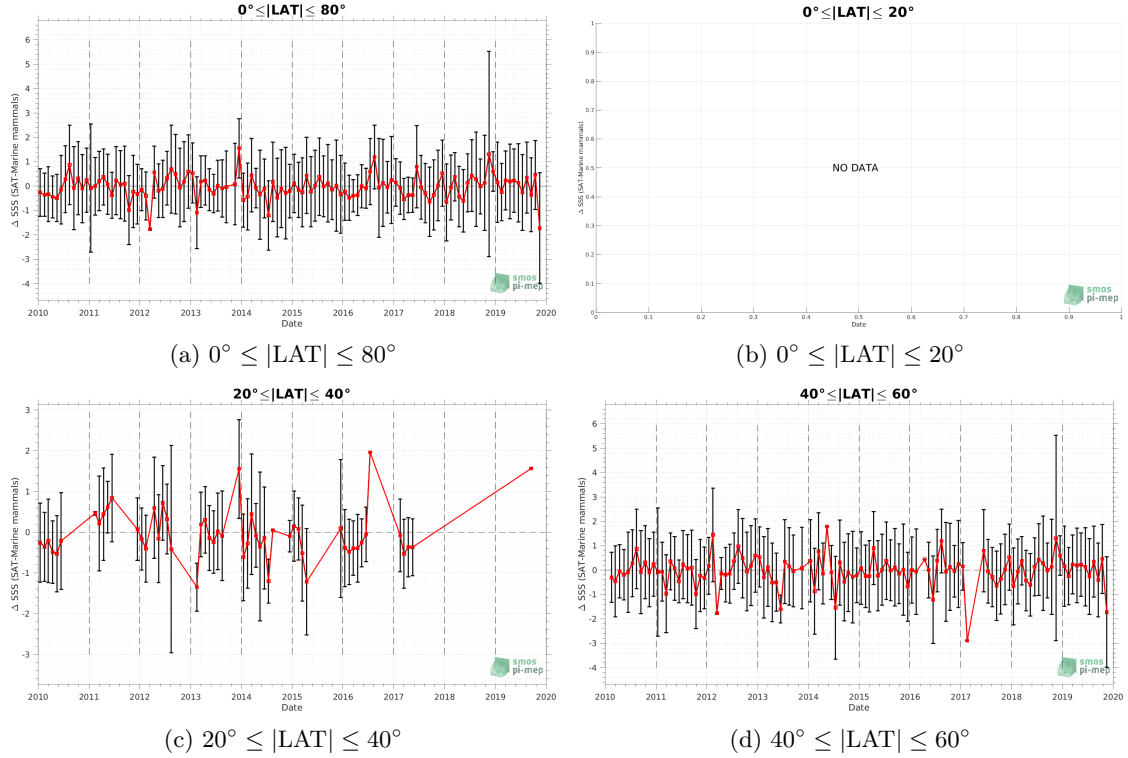 0°≤|LAT|≤ 80°
Δ SSS (SAT-Marine mammals)
6
5
4
3
2
1
0
-1
-2
-3
-4
2010 2011 2012 2013 2014 2015 2016 2017 2018 2019 2020
Date
smos
pi-mep
(a) 0° ≤ |LAT| ≤ 80°
0°≤|LAT|≤ 20°
Δ SSS (SAT-Marine mammals)
1
0.9
0.8
0.7
0.6
0.5
0.4
0.3
0.2
0.1
0
NO DATA
0 0.1 0.2 0.3 0.4 0.5 0.6 0.7 0.8 0.9 1
Date
smos
pi-mep
(b) 0° ≤ |LAT| ≤ 20°
20°≤|LAT|≤ 40°
Δ SSS (SAT-Marine mammals)
3
2
1
0
-1
-2
-3
2010 2011 2012 2013 2014 2015 2016 2017 2018 2019 2020
Date
smos
pi-mep
(c) 20° ≤ |LAT| ≤ 40°
40°≤|LAT|≤ 60°
Δ SSS (SAT-Marine mammals)
6
5
4
3
2
1
0
-1
-2
-3
-4
2010 2011 2012 2013 2014 2015 2016 2017 2018 2019 2020
Date
smos
pi-mep
(d) 40° ≤ |LAT| ≤ 60°